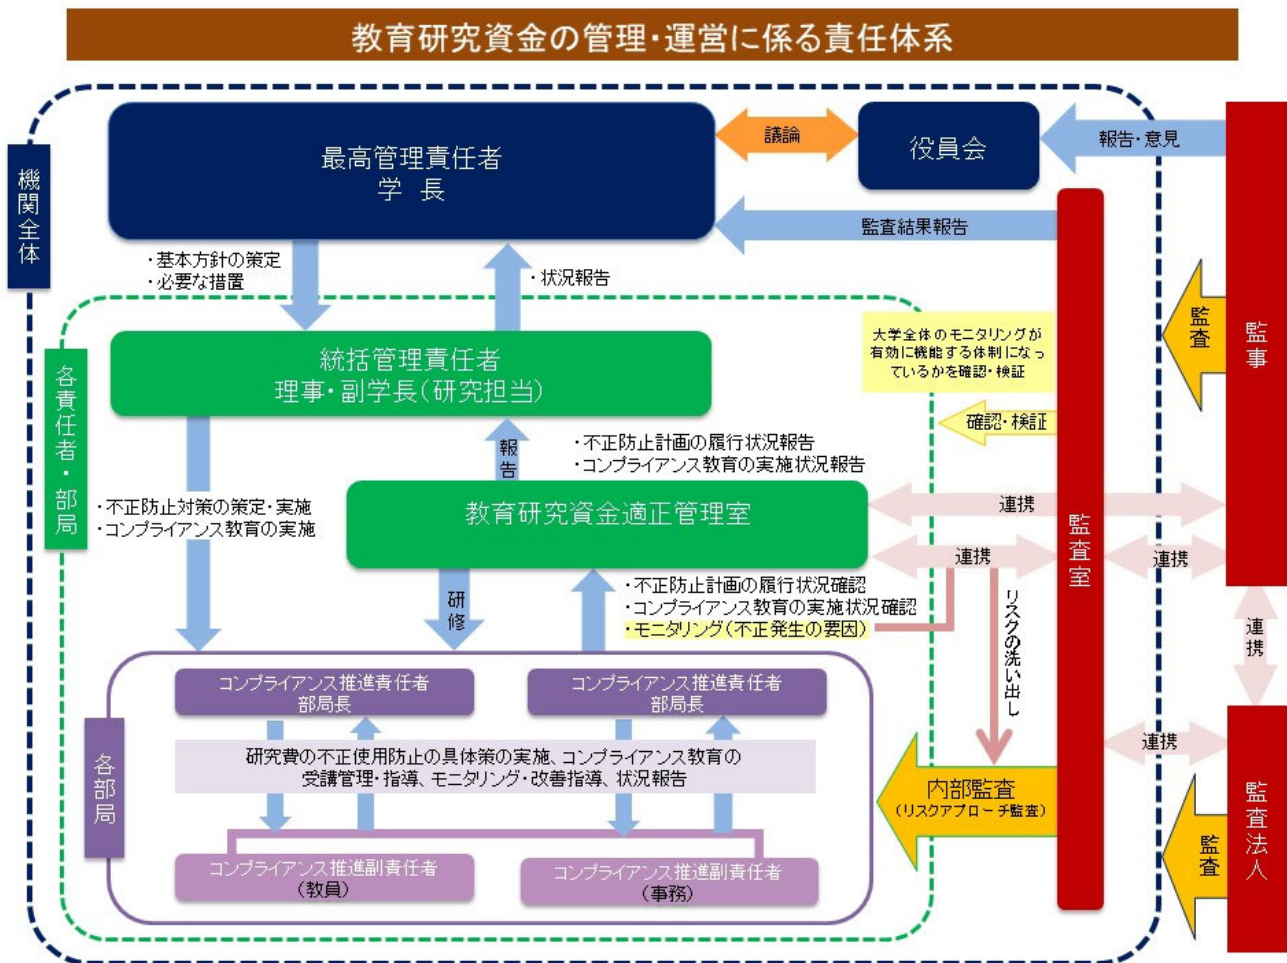 教育研究資金の管理・運営に係る責任体系
機関全体
最高管理責任者
学 長
議論
役員会
報告・意見
監査結果報告
・基本方針の策定
・必要な措置
・状況報告
監査
監事
各責任者・部局
統括管理責任者
理事・副学長(研究担当)
大学全体のモニタリングが
有効に機能する体制になっ
ているかを確認・検証
確認・検証
報告
・不正防止計画の履行状況報告
・コンプライアンス教育の実施状況報告
・不正防止対策の策定・実施
・コンプライアンス教育の実施
教育研究資金適正管理室
連携
連携
監査室
連携
研修
・不正防止計画の履行状況確認
・コンプライアンス教育の実施状況確認
・モニタリング(不正発生の要因)
リスクの洗い出し
連携
各部局
コンプライアンス推進責任者
部局長
コンプライアンス推進責任者
部局長
研究費の不正使用防止の具体策の実施、コンプライアンス教育の
受講管理・指導、モニタリング・改善指導、状況報告
コンプライアンス推進副責任者
(教員)
コンプライアンス推進副責任者
(事務)
内部監査
(リスクアプローチ監査)
連携
監査
監査法人